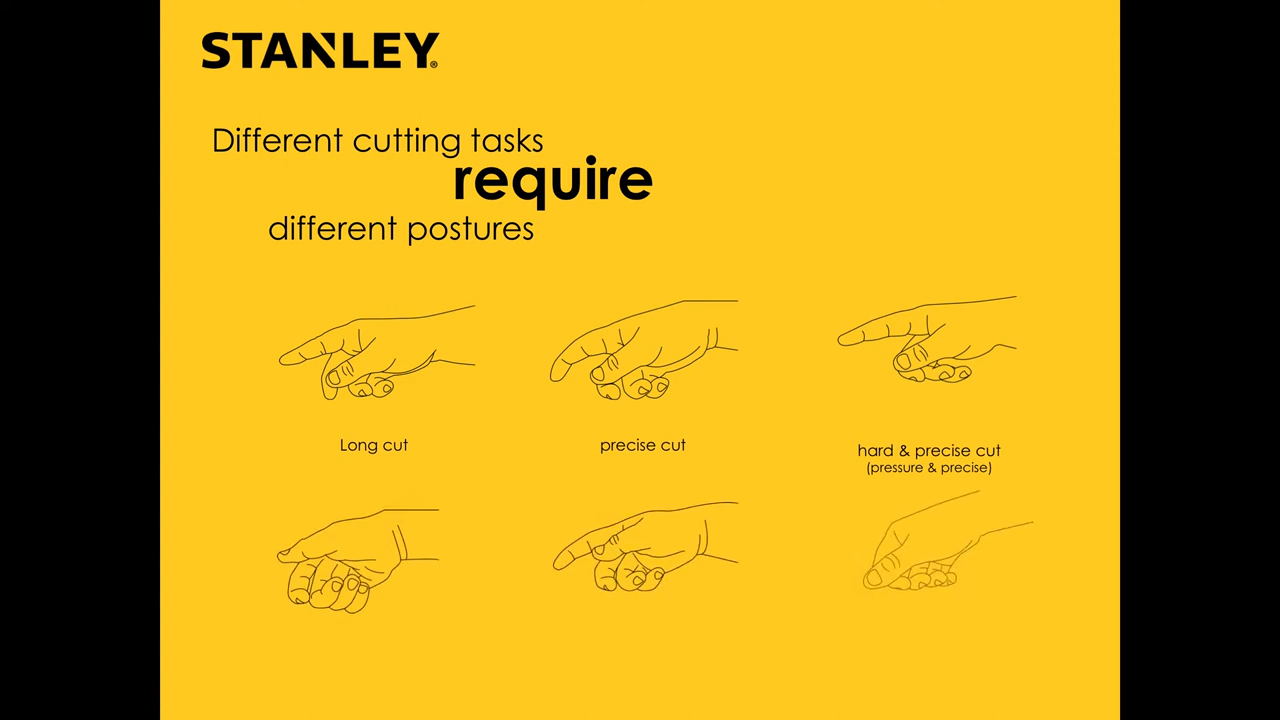 STANLEY®
Different cutting tasks
require
different postures
Long cut
precise cut
hard & precise cut
(pressure & precise)